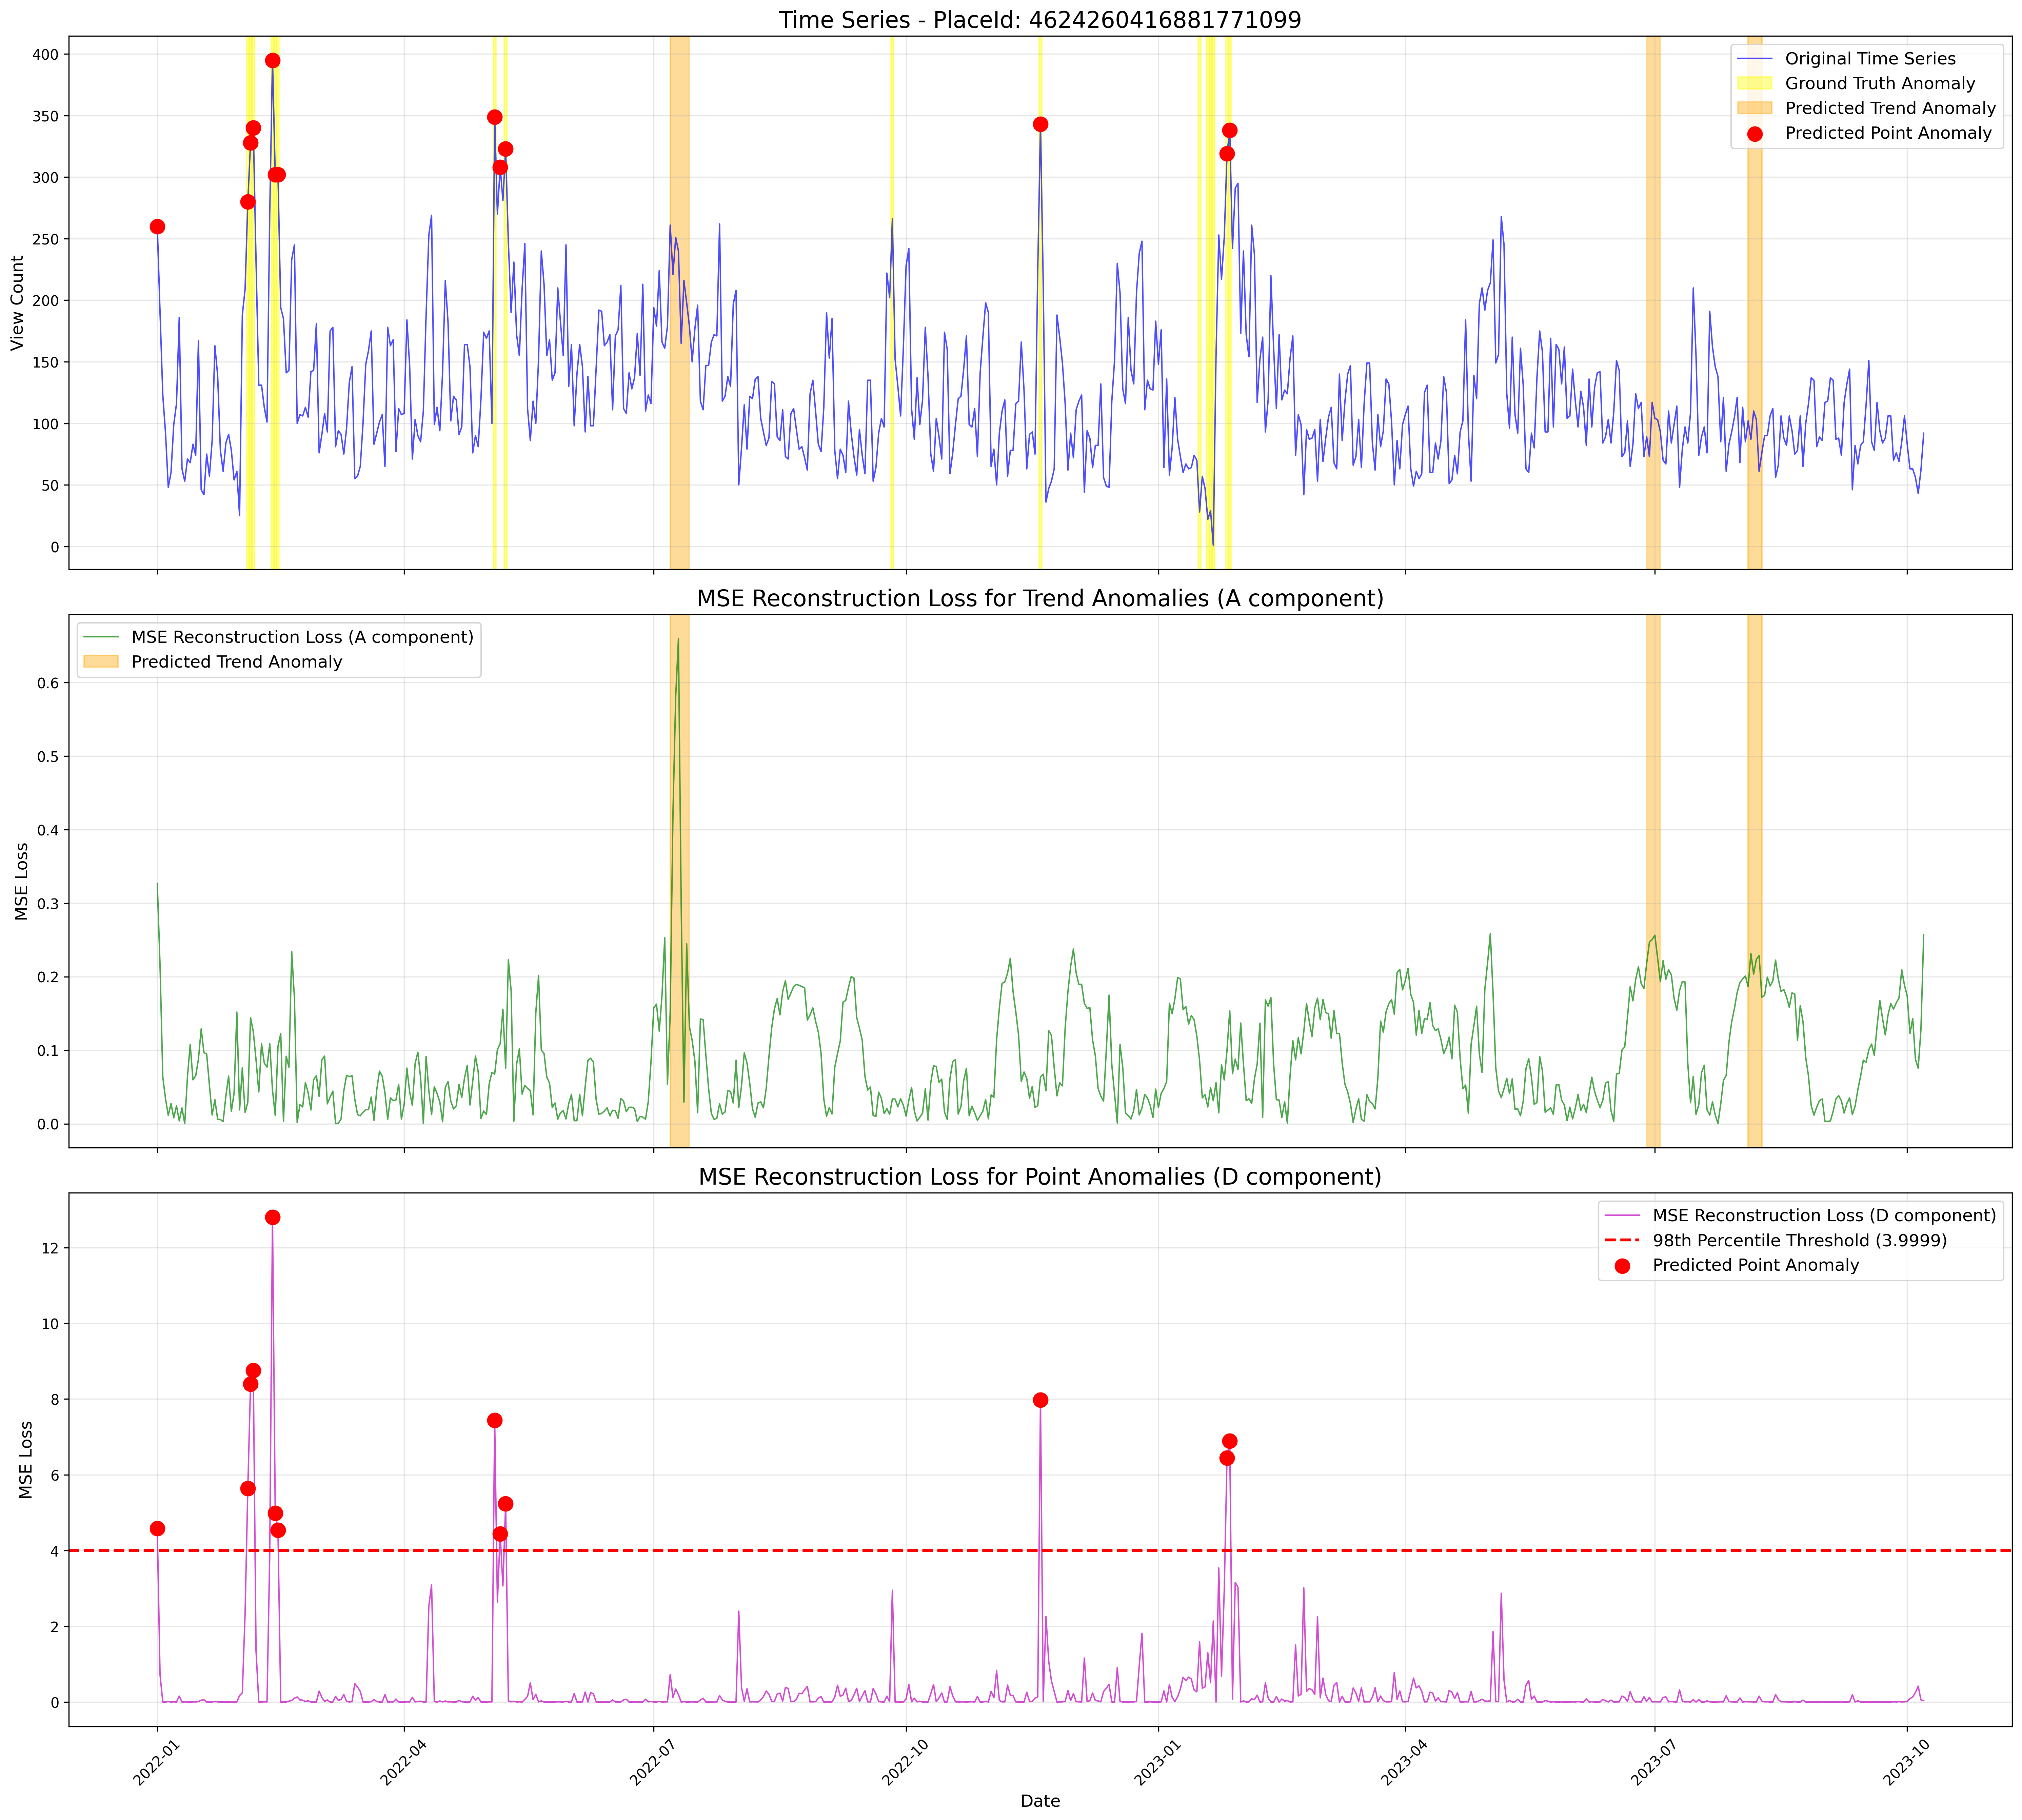 Time Series - PlaceId: 4624260416881771099
Original Time Series
Ground Truth Anomaly
Predicted Trend Anomaly
Predicted Point Anomaly
View Count
400
350
300
250
200
150
100
50
0
MSE Reconstruction Loss for Trend Anomalies (A component)
MSE Reconstruction Loss (A component)
Predicted Trend Anomaly
MSE Loss
0.6
0.5
0.4
0.3
0.2
0.1
0.0
MSE Reconstruction Loss for Point Anomalies (D component)
MSE Reconstruction Loss (D component)
98th Percentile Threshold (3.9999)
Predicted Point Anomaly
MSE Loss
12
10
8
6
4
2
0
2022-01
2022-04
2022-07
2022-10
2023-01
2023-04
2023-07
2023-10
Date